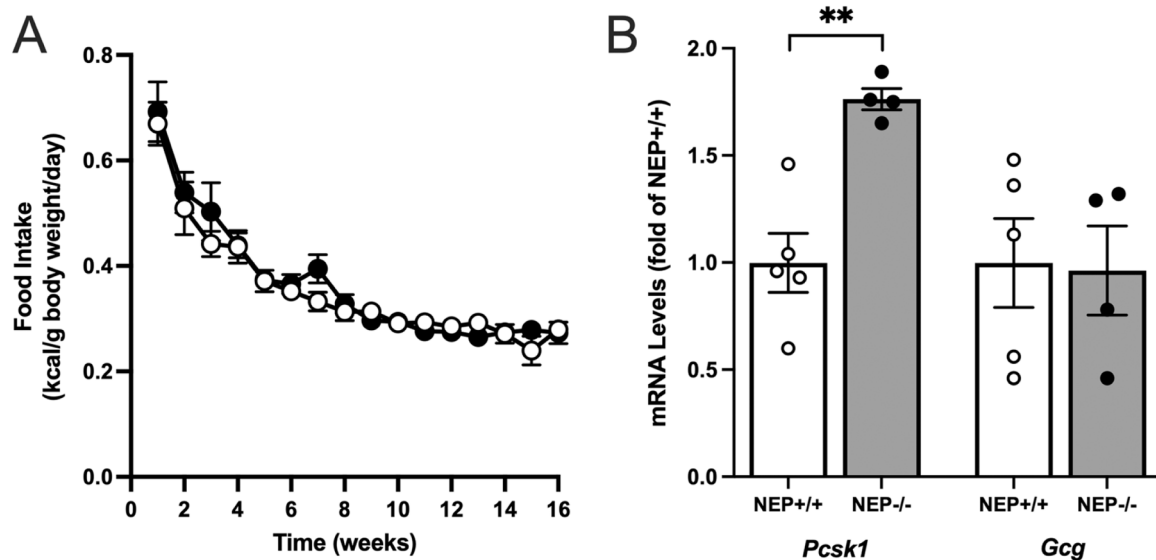 A
0.8
0.6
0.4
0.2
0.0
Food Intake
(kcal/g body weight/day)
0 2 4 6 8 10 12 14 16
Time (weeks)
B
**
2.0
1.5
1.0
0.5
0.0
mRNA Levels (fold of NEP+/+)
NEP+/+ NEP-/- NEP+/+ NEP-/-
Pcsk1 Gcg